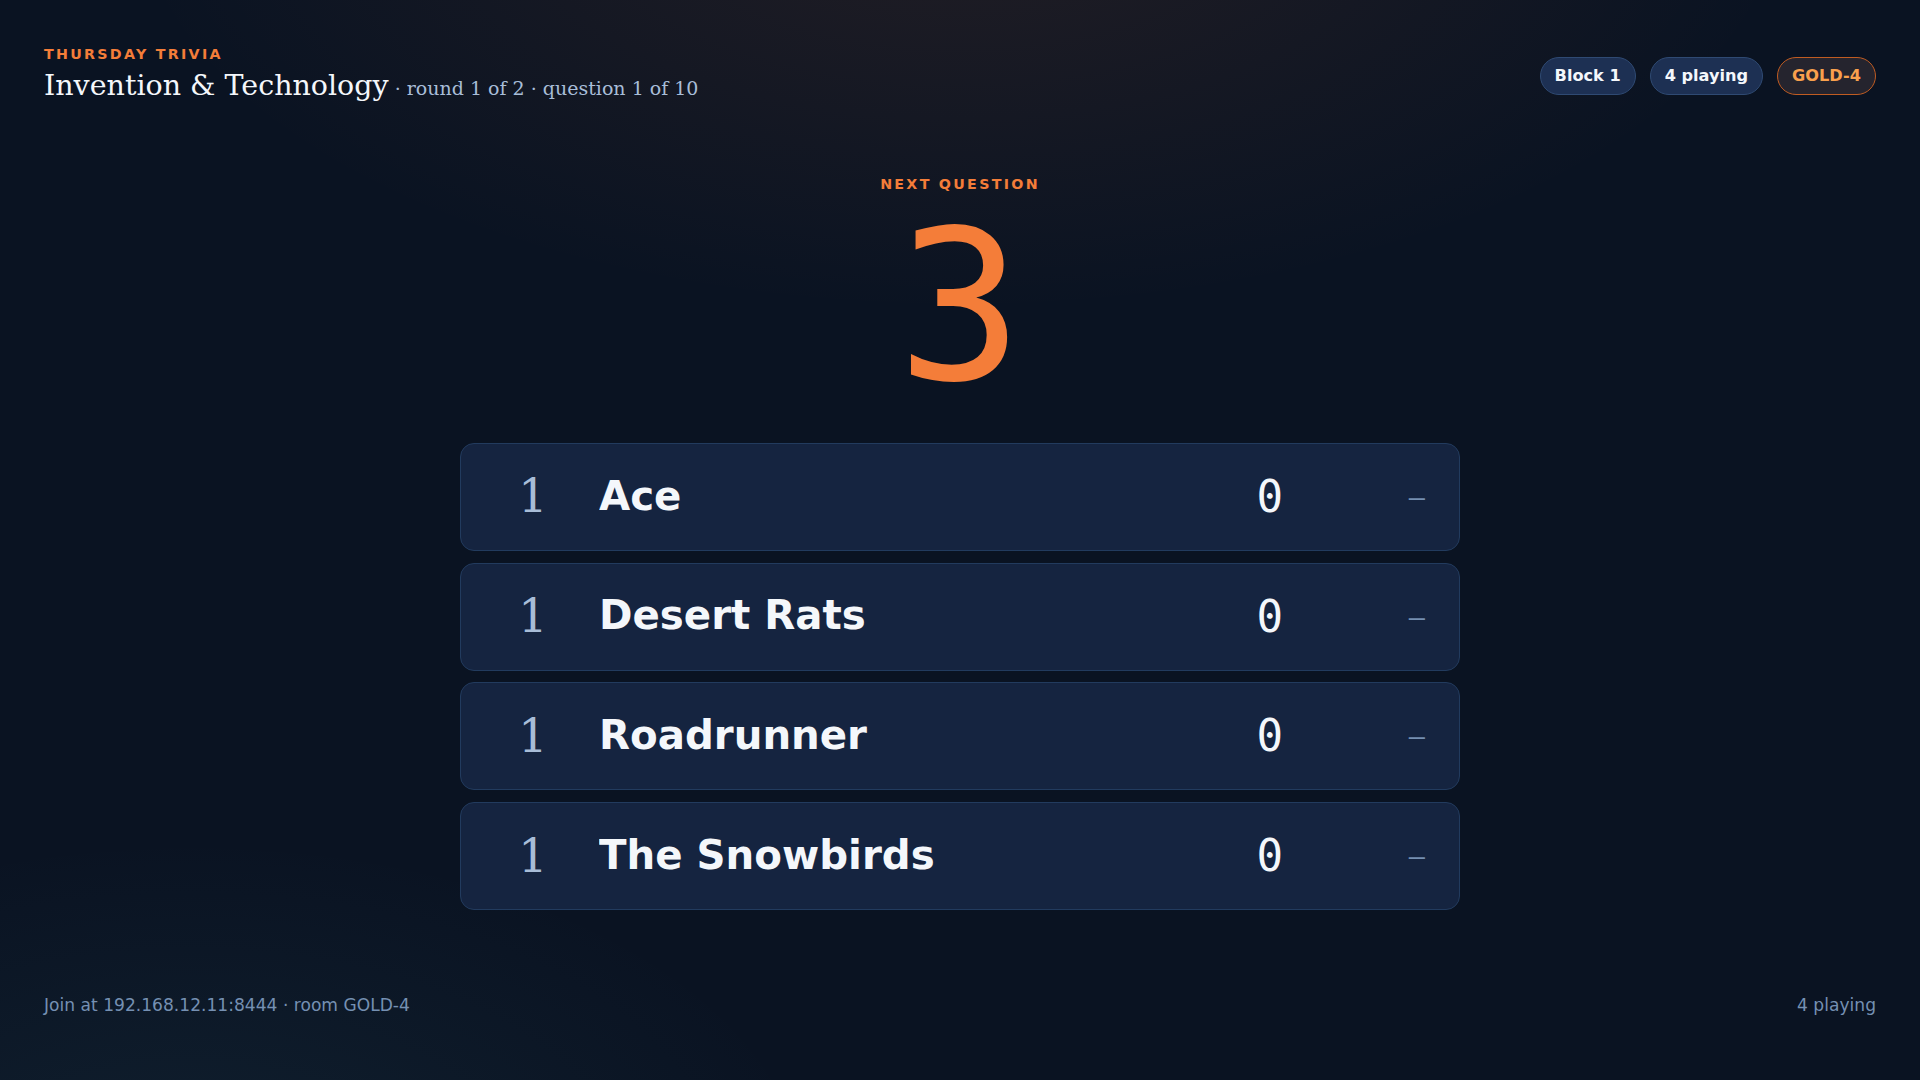 THURSDAY TRIVIA
Invention & Technology · round 1 of 2 · question 1 of 10
Block 1
4 playing
GOLD-4
NEXT QUESTION
3
1 Ace 0 –
1 Desert Rats 0 –
1 Roadrunner 0 –
1 The Snowbirds 0 –
Join at 192.168.12.11:8444 · room GOLD-4
4 playing